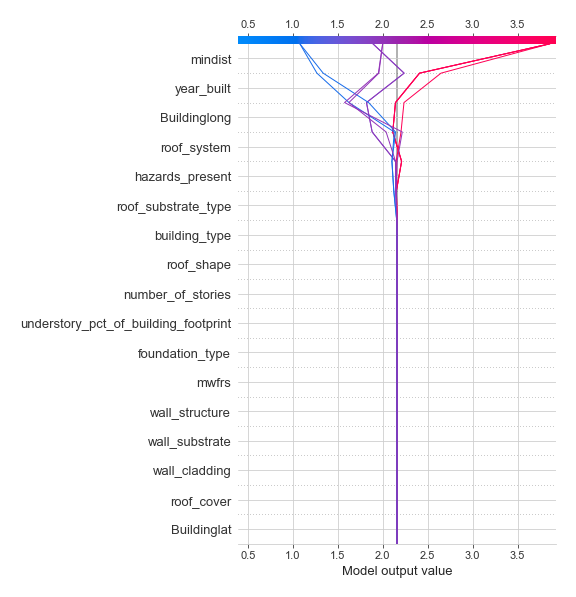 0.5 1.0 1.5 2.0 2.5 3.0 3.5
mindist
year_built
Buildinglong
roof_system
hazards_present
roof_substrate_type
building_type
roof_shape
number_of_stories
understory_pct_of_building_footprint
foundation_type
mwfrs
wall_structure
wall_substrate
wall_cladding
roof_cover
Buildinglat
0.5 1.0 1.5 2.0 2.5 3.0 3.5
Model output value